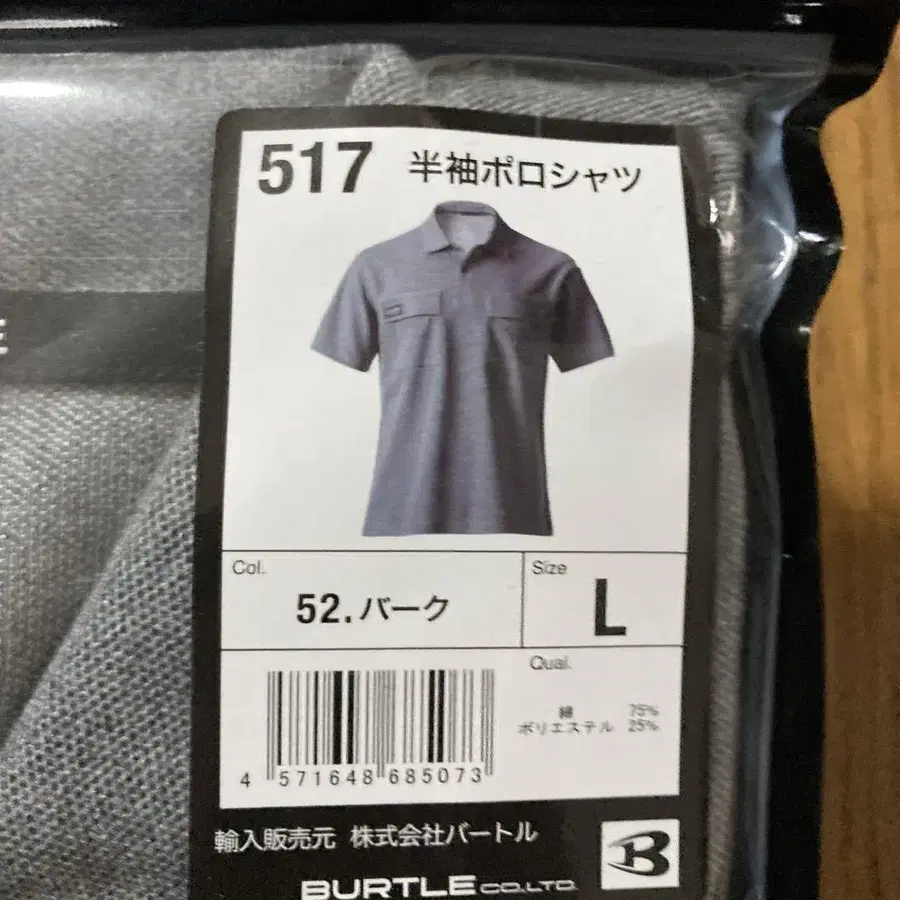 517 半袖ポロシャツ
Col.
52.バーク
Size
L
Qual.
綿 75%
ポリエステル 25%
4 571648 685073
輸入販売元 株式会社バートル
BURTLE CO.,LTD.